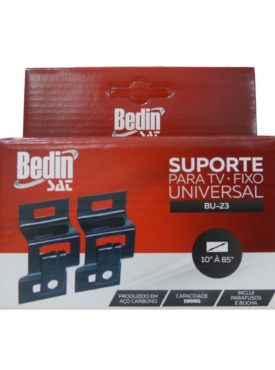 Bedin
SAT
Bedin
SAT
SUPORTE
PARA TV • FIXO
UNIVERSAL
BU-23
10" À 85"
PRODUZIDO EM
AÇO CARBONO
CAPACIDADE
100KG
INCLUI
PARAFUSOS
E BUCHA